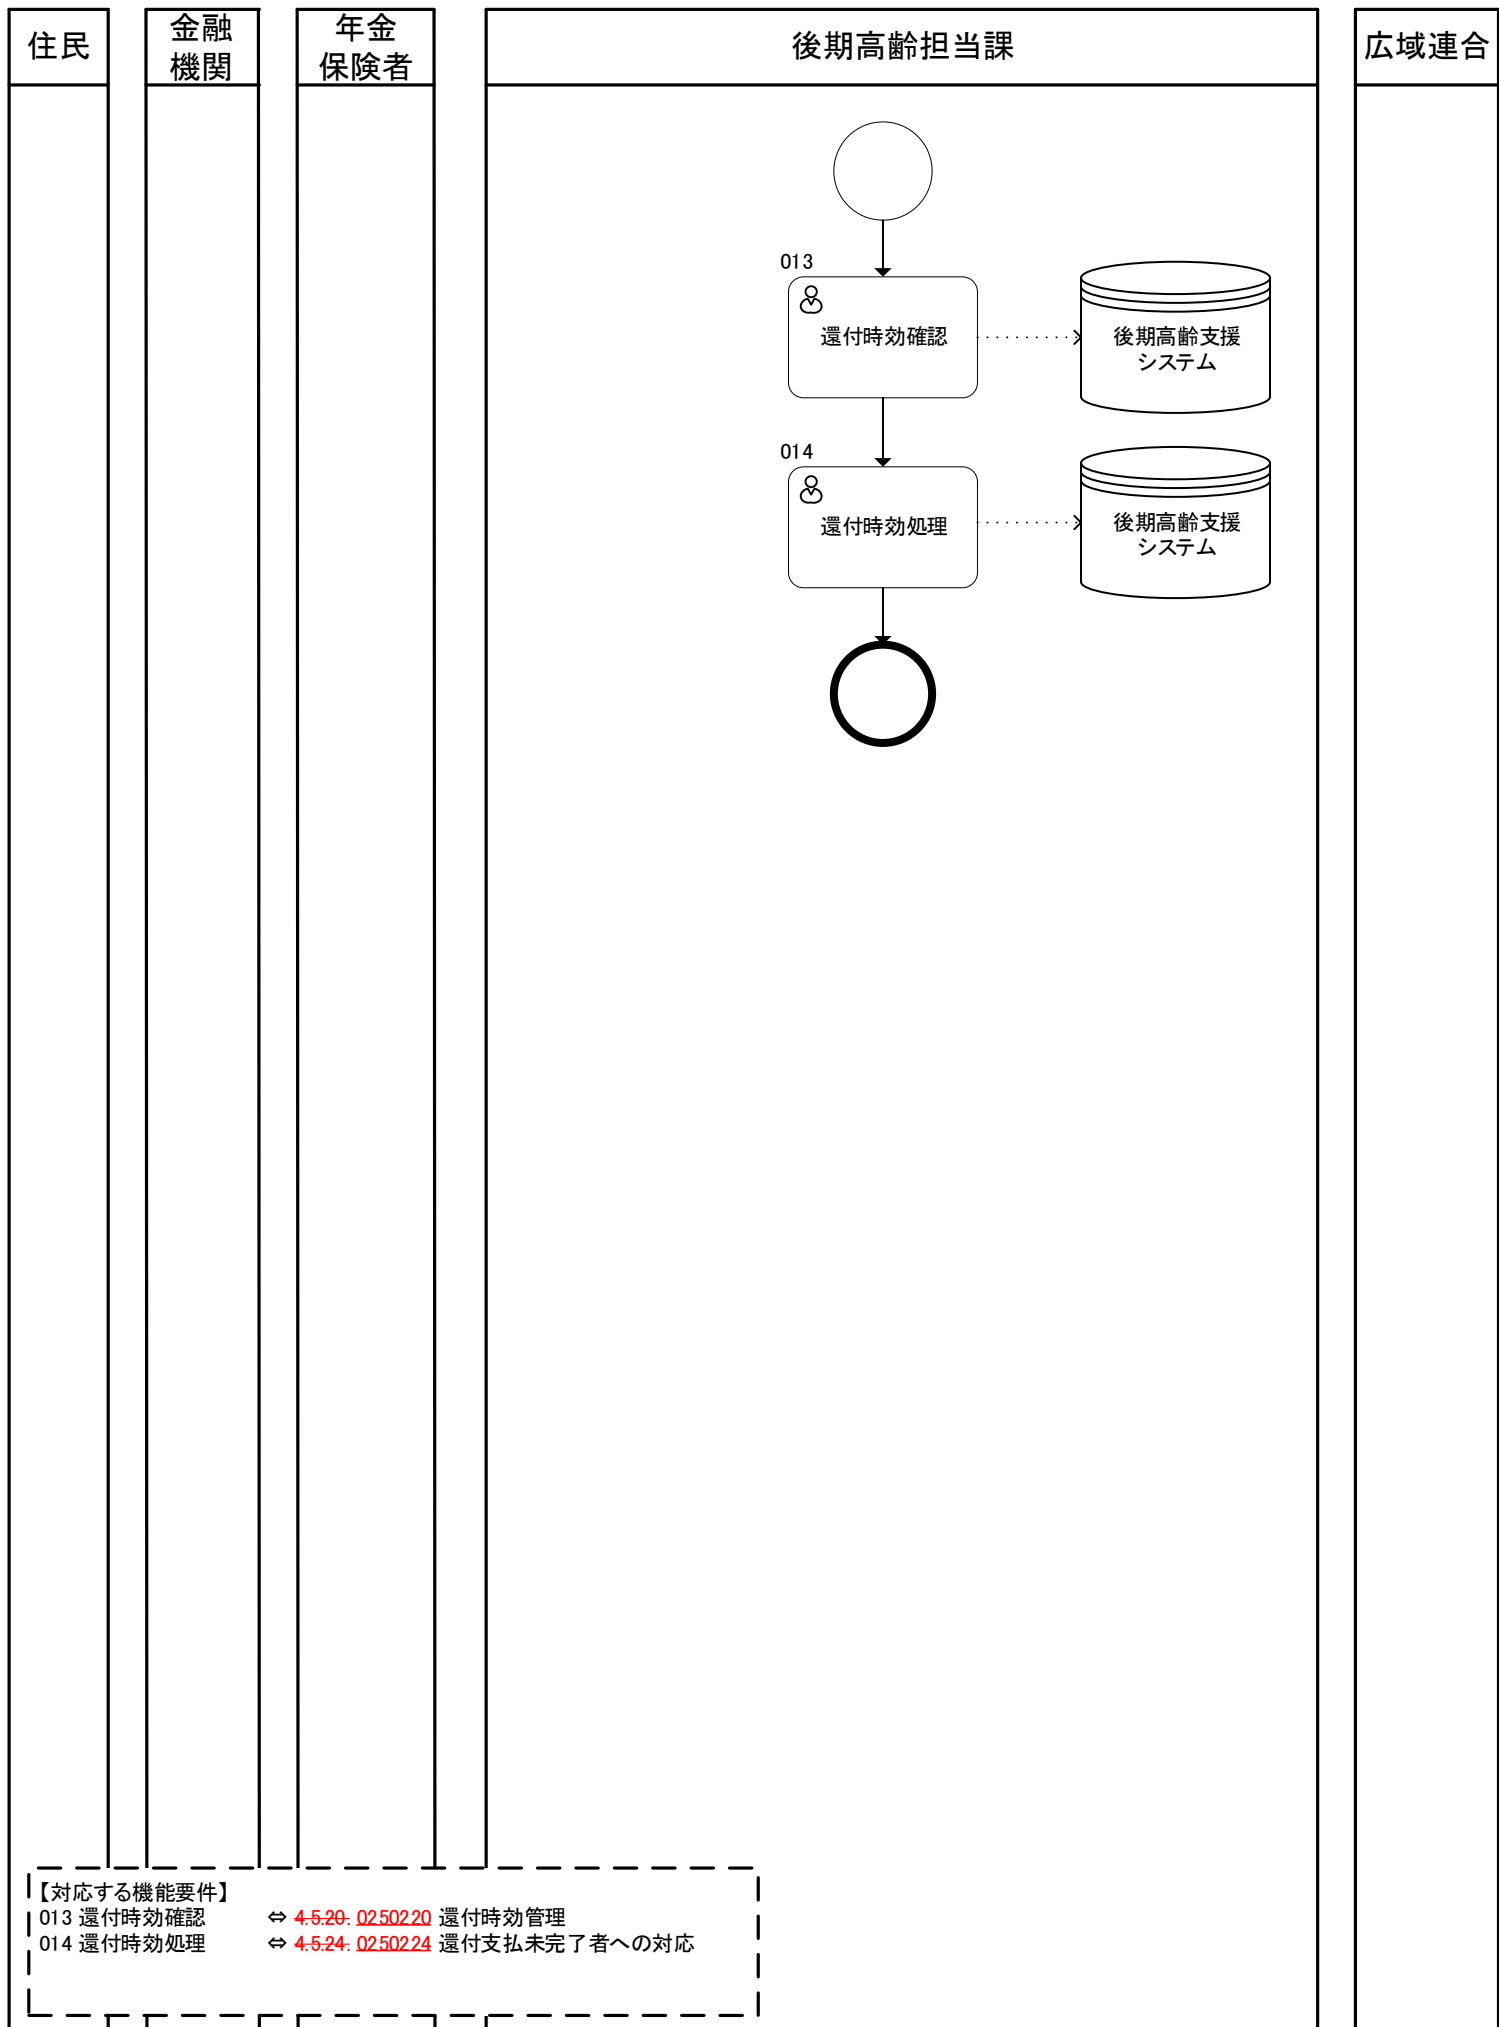 住民
金融
機関
年金
保険者
後期高齢担当課
広域連合
013
還付時効確認
後期高齢支援
システム
014
還付時効処理
後期高齢支援
システム
【対応する機能要件】
013 還付時効確認 ⇔ 4.5.20. 0250220 還付時効管理
014 還付時効処理 ⇔ 4.5.24. 0250224 還付支払未完了者への対応